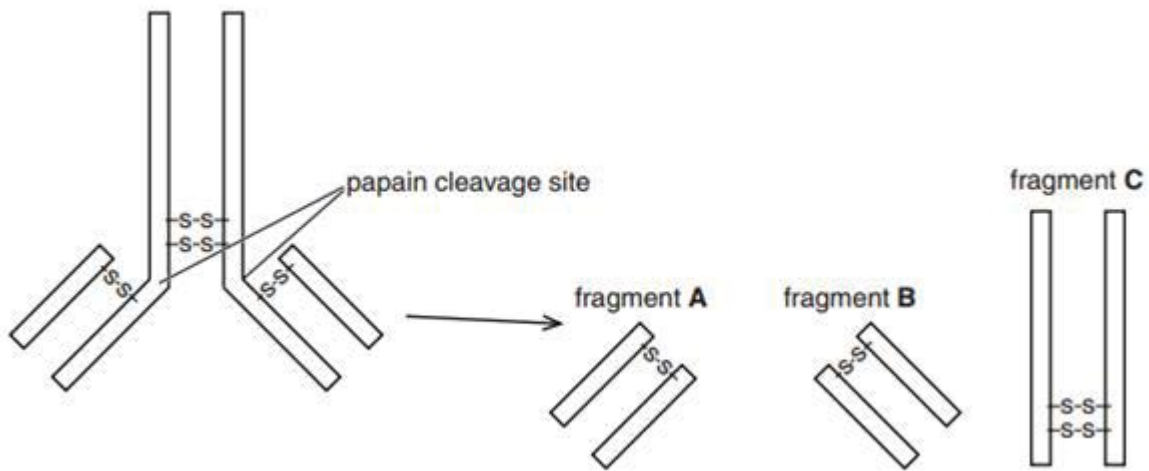 papain cleavage site
-S-S-
-S-S-
S-S
S-S
fragment A
S-S
fragment B
S-S
fragment C
-S-S-
-S-S-